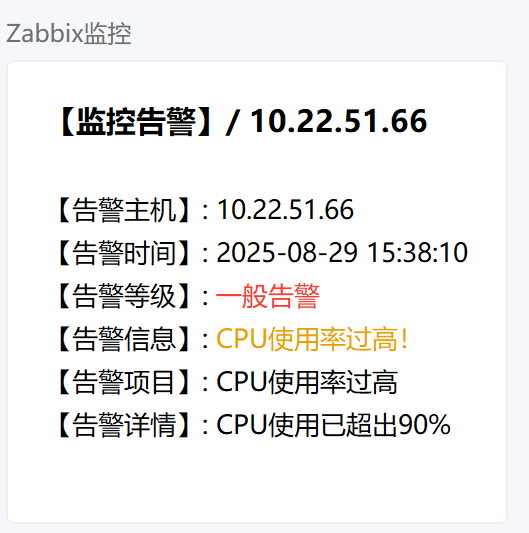 Zabbix监控
【监控告警】/ 10.22.51.66
【告警主机】: 10.22.51.66
【告警时间】: 2025-08-29 15:38:10
【告警等级】: 一般告警
【告警信息】: CPU使用率过高!
【告警项目】: CPU使用率过高
【告警详情】: CPU使用已超出90%